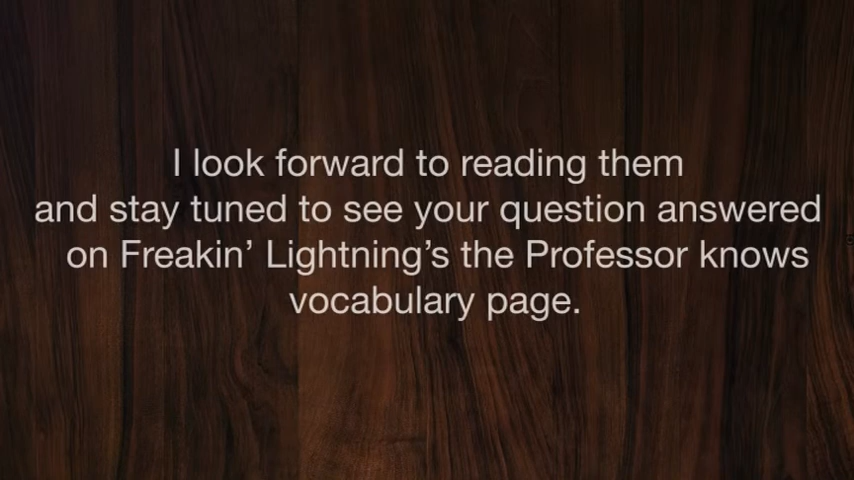 I look forward to reading them
and stay tuned to see your question answered
on Freakin’ Lightning’s the Professor knows
vocabulary page.